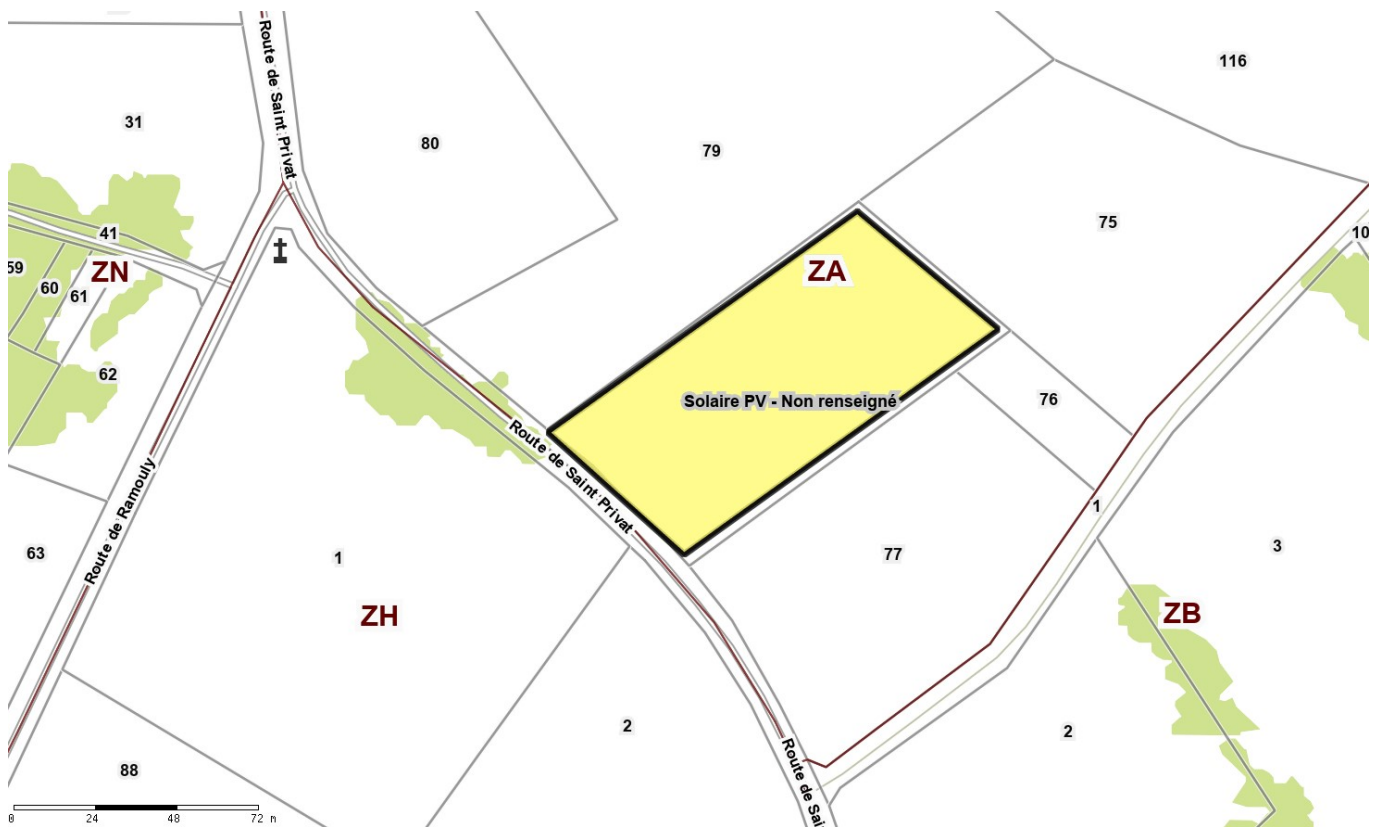 Route de Saint Privat
116
31
80
79
75
41
10
59
ZN
ZA
60
61
62
Solaire PV - Non renseigné
76
Route de Saint Privat
Route de Ramouly
1
63
1
77
3
ZH
ZB
2
2
88
Route de Sai
0 24 48 72 m